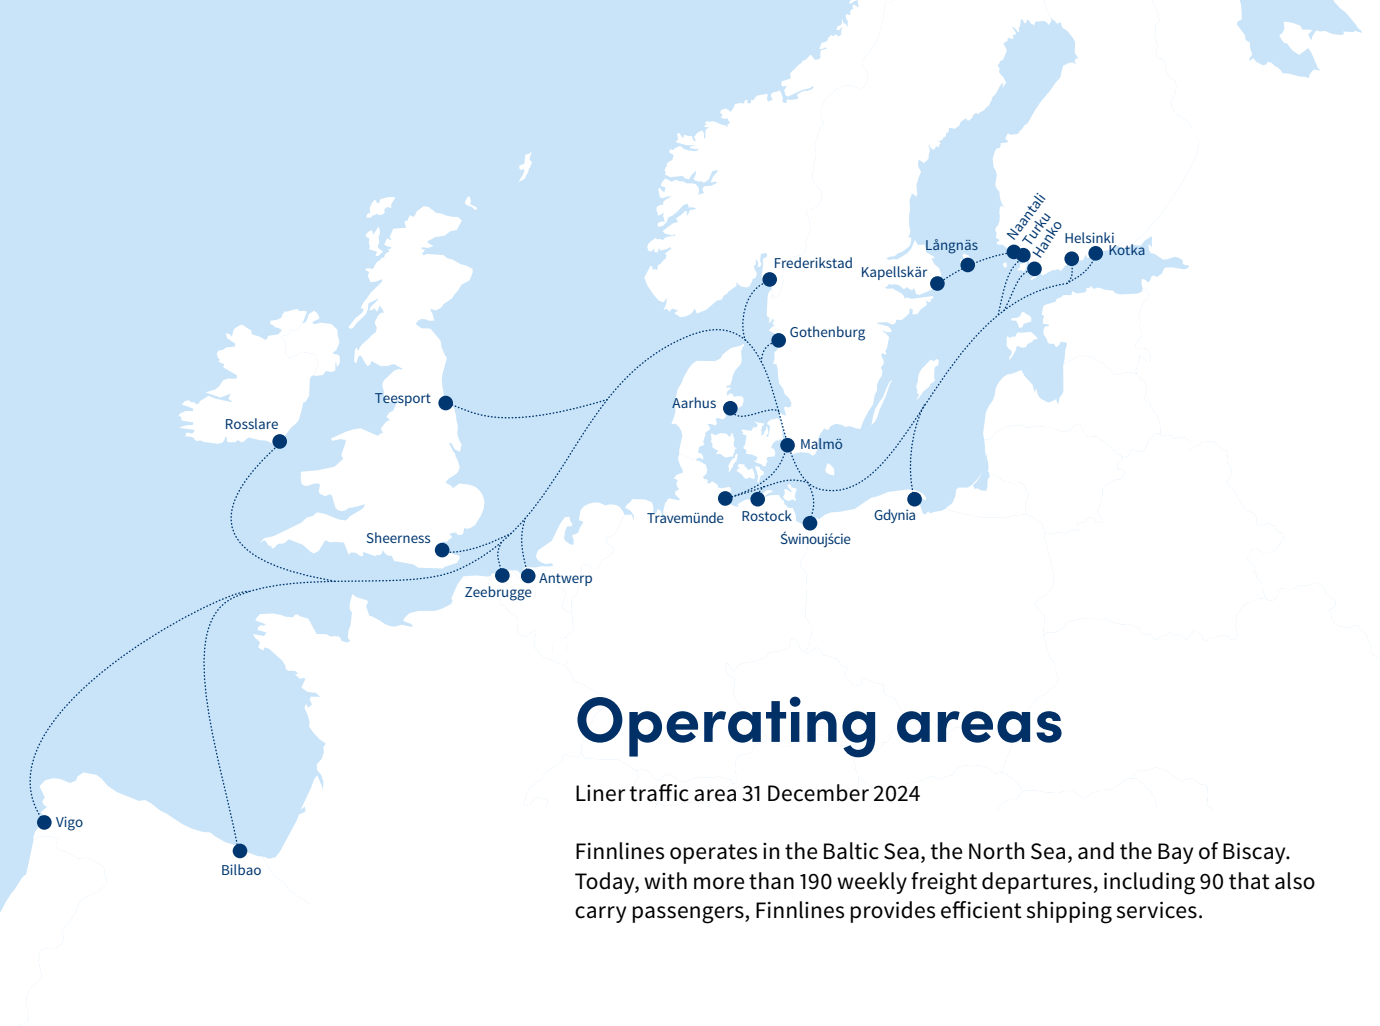 Naantali
Turku
Hanko
Helsinki
Kotka
Långnäs
Kapellskär
Frederikstad
Gothenburg
Teesport
Aarhus
Rosslare
Malmö
Travemünde
Rostock
Gdynia
Świnoujście
Sheerness
Antwerp
Zeebrugge
Operating areas
Liner traffic area 31 December 2024
Vigo
Bilbao
Finnlines operates in the Baltic Sea, the North Sea, and the Bay of Biscay.
Today, with more than 190 weekly freight departures, including 90 that also
carry passengers, Finnlines provides efficient shipping services.